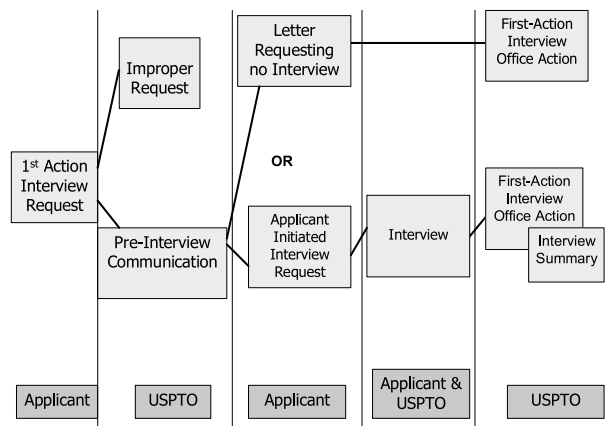 Improper
Request
Letter
Requesting
no Interview
First-Action
Interview
Office Action
OR
1st Action
Interview
Request
Pre-Interview
Communication
Applicant
Initiated
Interview
Request
Interview
First-Action
Interview
Office Action
Interview
Summary
Applicant
USPTO
Applicant
Applicant &
USPTO
USPTO